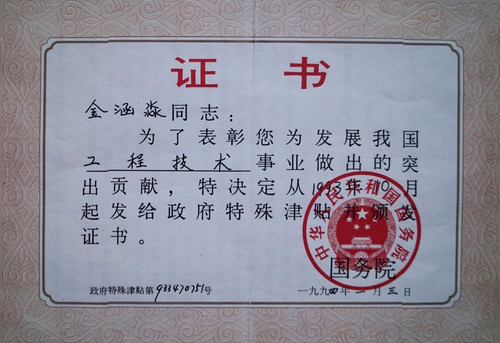 证书
金涵淼同志：
为了表彰您为发展我国
工程技术事业做出的突
出贡献，特决定从1993年10月
起发给政府特殊津贴并颁发
证书。
中华人民共和国国务院
国务院
政府特殊津贴第933470751号
一九九四年二月三日